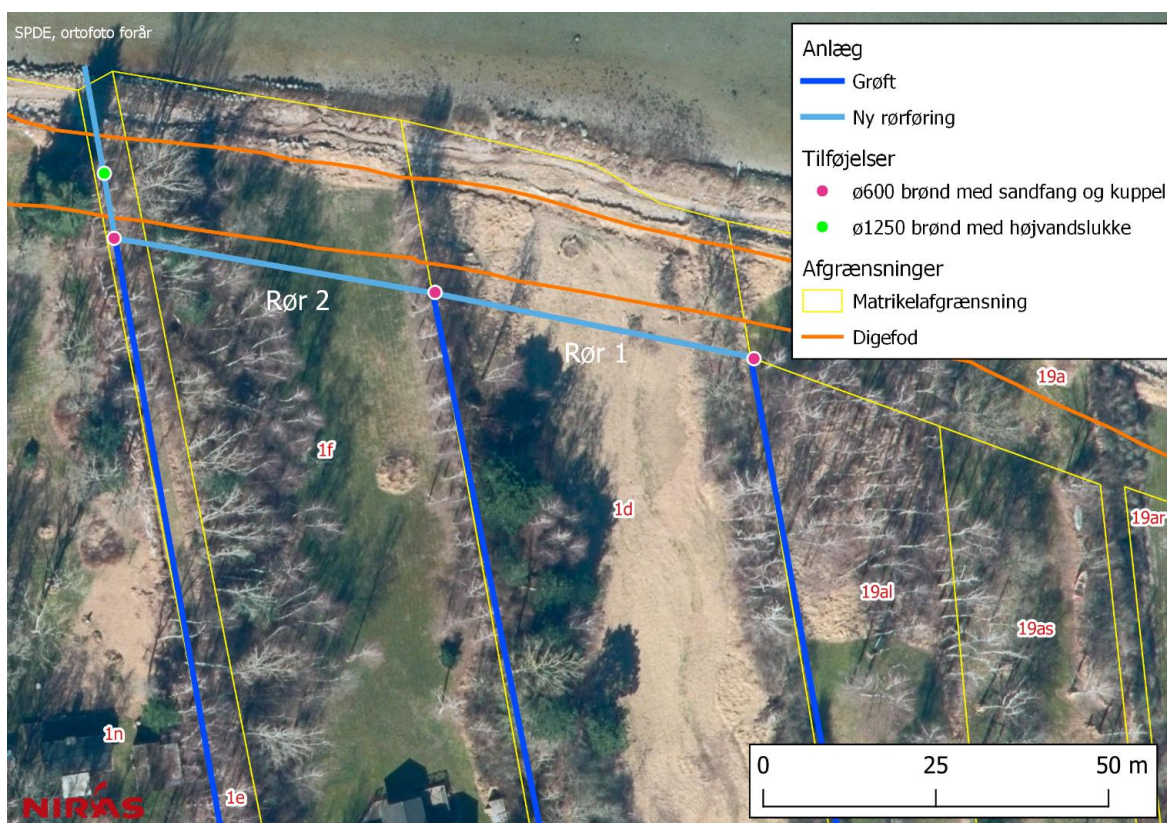 SPDE, ortofoto forår
Anlæg
Grøft
Ny rørføring
Tilføjelser
ø600 brønd med sandfang og kuppel
ø1250 brønd med højvandslukke
Afgrænsninger
Matrikelafgrænsning
Digefod
Rør 2
Rør 1
19a
1f
1d
19ar
19al
19as
1n
1e
0 25 50 m
NIRÁS